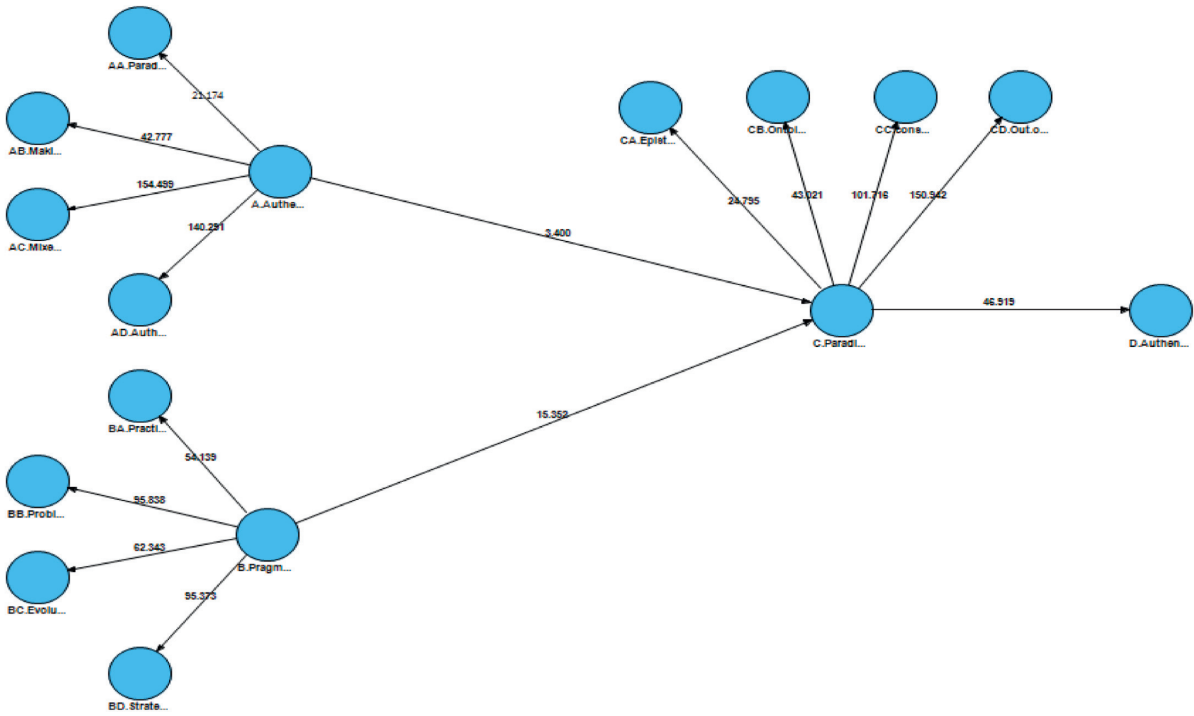 AA.Parad...
21.174
AB.Maki...
42.777
AC.Mixe...
154.499
A.Authe...
140.291
AD.Auth...
CA.Epist...
CB.Ontol...
CC.cons...
CD.Out.o...
24.795
43.021
101.716
150.942
3.400
C.Paradi...
46.919
D.Authen...
BA.Practi...
54.139
15.352
BB.Probl...
95.838
BC.Evolu...
62.343
B.Pragm...
95.373
BD.Strate...